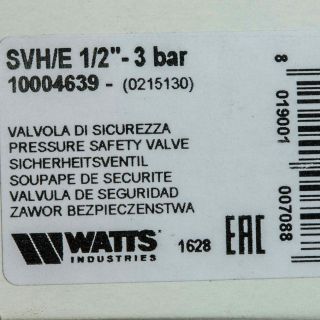 SVH/E 1/2"- 3 bar
10004639 - (0215130)
VALVOLA DI SICUREZZA
PRESSURE SAFETY VALVE
SICHERHEITSVENTIL
SOUPAPE DE SECURITE
VALVULA DE SEGURIDAD
ZAWOR BEZPIECZENSTWA
WATTS
INDUSTRIES
1628
EAC
8 019001 007088